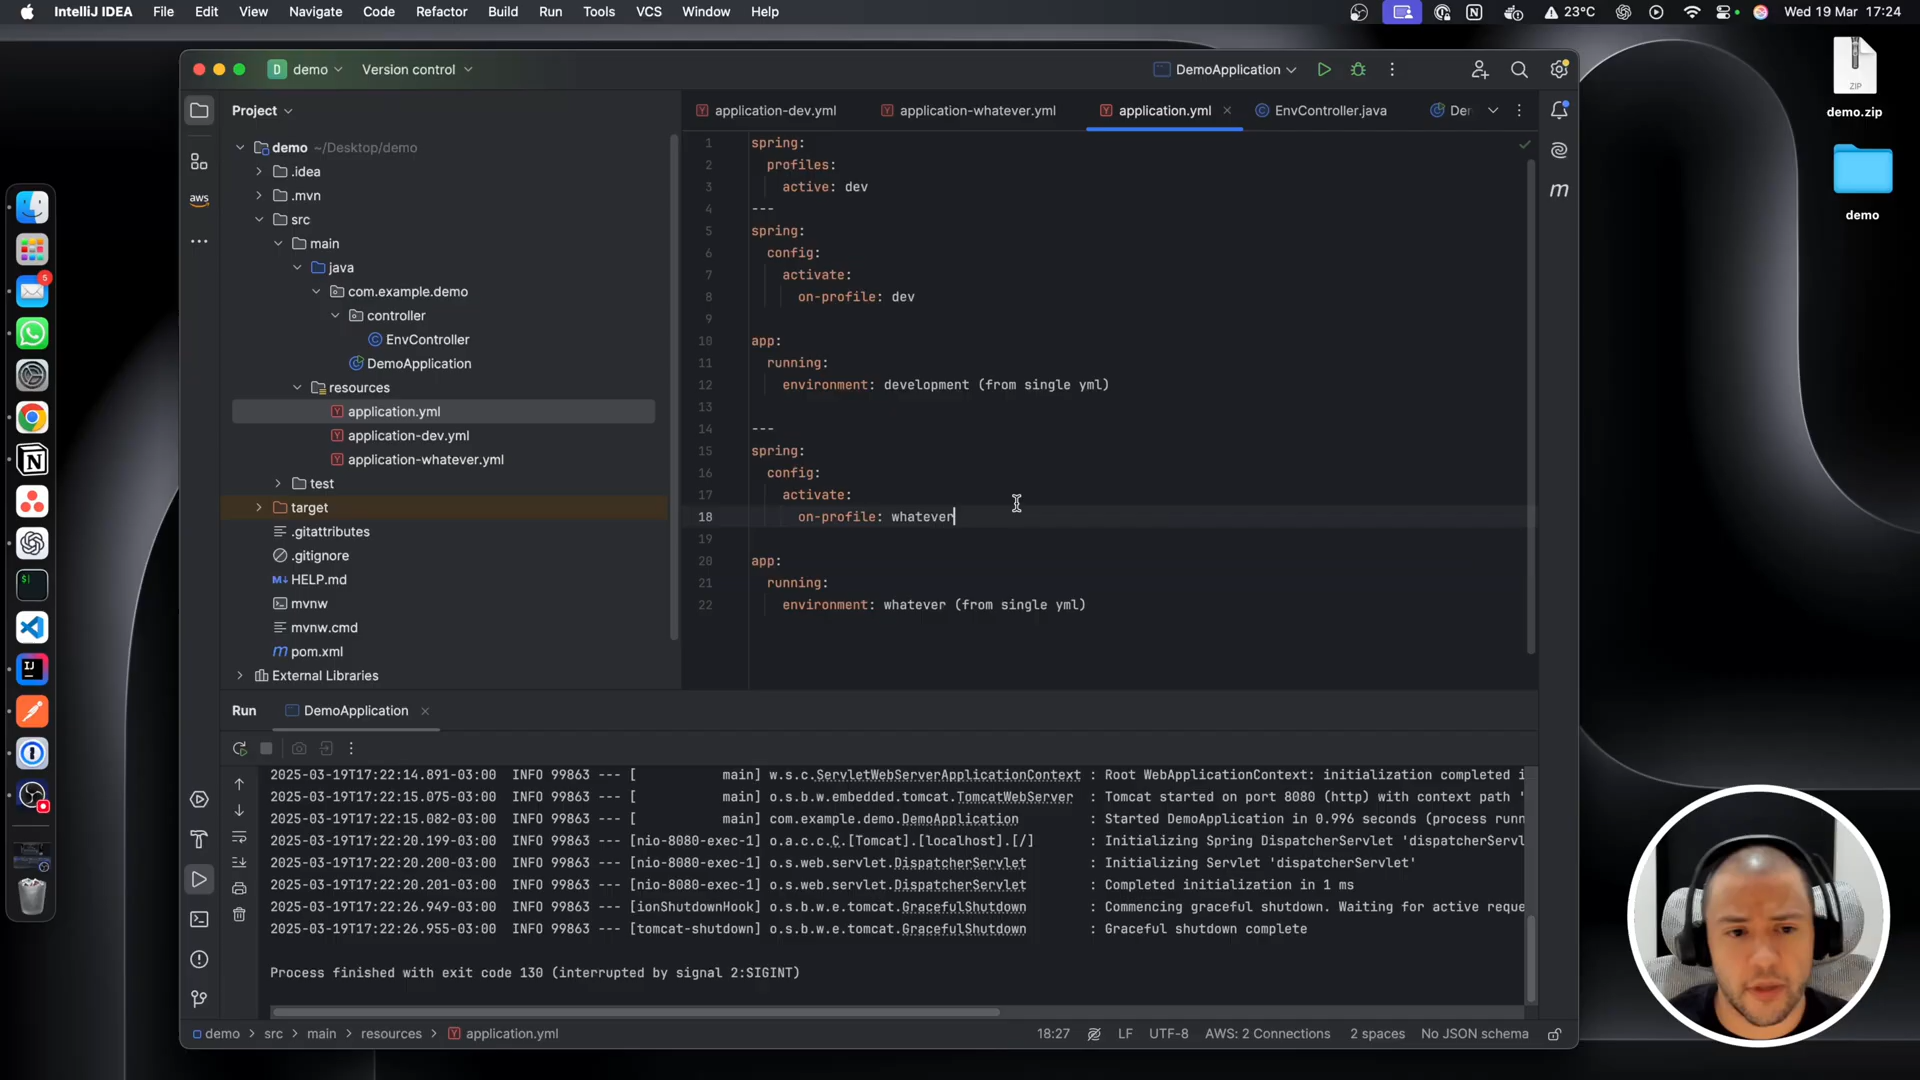 IntelliJ IDEA File Edit View Navigate Code Refactor Build Run Tools VCS Window Help 23°C Wed 19 Mar 17:24
D demo Version control DemoApplication
Project
application-dev.yml application-whatever.yml application.yml EnvController.java De
demo ~/Desktop/demo
.idea
.mvn
src
main
java
com.example.demo
controller
EnvController
DemoApplication
resources
application.yml
application-dev.yml
application-whatever.yml
test
target
.gitattributes
.gitignore
HELP.md
mvnw
mvnw.cmd
pom.xml
External Libraries
aws
1 spring:
2 profiles:
3 active: dev
4 ---
5 spring:
6 config:
7 activate:
8 on-profile: dev
9
10 app:
11 running:
12 environment: development (from single yml)
13
14 ---
15 spring:
16 config:
17 activate:
18 on-profile: whatever
19
20 app:
21 running:
22 environment: whatever (from single yml)
demo.zip
ZIP
demo
5
Run DemoApplication
2025-03-19T17:22:14.891-03:00 INFO 99863 --- [ main] w.s.c.ServletWebServerApplicationContext : Root WebApplicationContext: initialization completed i
2025-03-19T17:22:15.075-03:00 INFO 99863 --- [ main] o.s.b.w.embedded.tomcat.TomcatWebServer : Tomcat started on port 8080 (http) with context path '
2025-03-19T17:22:15.082-03:00 INFO 99863 --- [ main] com.example.demo.DemoApplication : Started DemoApplication in 0.996 seconds (process runn
2025-03-19T17:22:20.199-03:00 INFO 99863 --- [nio-8080-exec-1] o.a.c.c.C.[Tomcat].[localhost].[/] : Initializing Spring DispatcherServlet 'dispatcherServl
2025-03-19T17:22:20.200-03:00 INFO 99863 --- [nio-8080-exec-1] o.s.web.servlet.DispatcherServlet : Initializing Servlet 'dispatcherServlet'
2025-03-19T17:22:20.201-03:00 INFO 99863 --- [nio-8080-exec-1] o.s.web.servlet.DispatcherServlet : Completed initialization in 1 ms
2025-03-19T17:22:26.949-03:00 INFO 99863 --- [ionShutdownHook] o.s.b.w.e.tomcat.GracefulShutdown : Commencing graceful shutdown. Waiting for active reque
2025-03-19T17:22:26.955-03:00 INFO 99863 --- [tomcat-shutdown] o.s.b.w.e.tomcat.GracefulShutdown : Graceful shutdown complete
Process finished with exit code 130 (interrupted by signal 2:SIGINT)
demo > src > main > resources > application.yml 18:27 LF UTF-8 AWS: 2 Connections 2 spaces No JSON schema